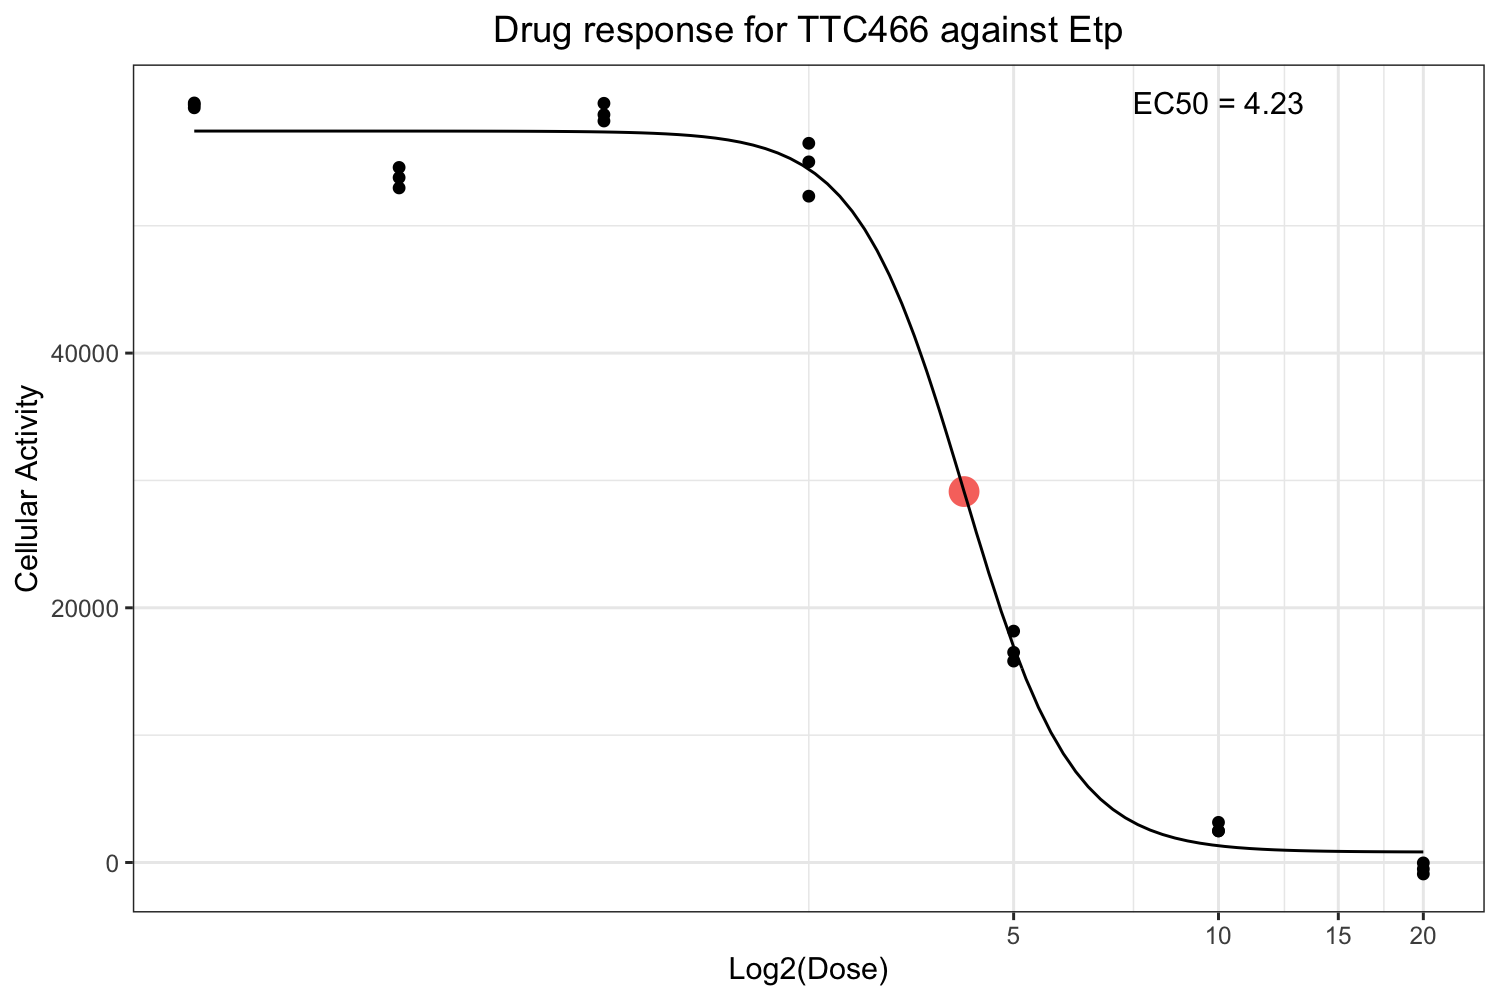 Drug response for TTC466 against Etp
EC50 = 4.23
Cellular Activity
40000
20000
0
5 10 15 20
Log2(Dose)